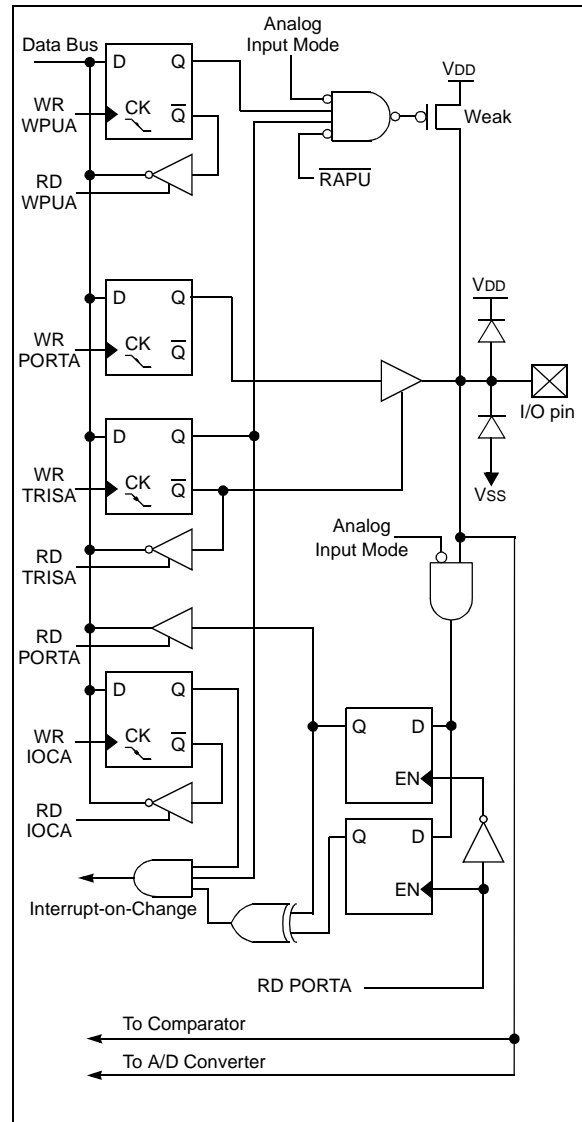 Analog
Input Mode
Data Bus
D Q
VDD
WR
WPUA
CK
Q
Weak
RD
WPUA
RAPU
D Q
VDD
WR
PORTA
CK
Q
I/O pin
D Q
WR
TRISA
CK
Q
VSS
Analog
Input Mode
RD
TRISA
RD
PORTA
D Q
Q D
WR
IOCA
CK
Q
EN
RD
IOCA
Q D
Interrupt-on-Change
EN
RD PORTA
To Comparator
To A/D Converter